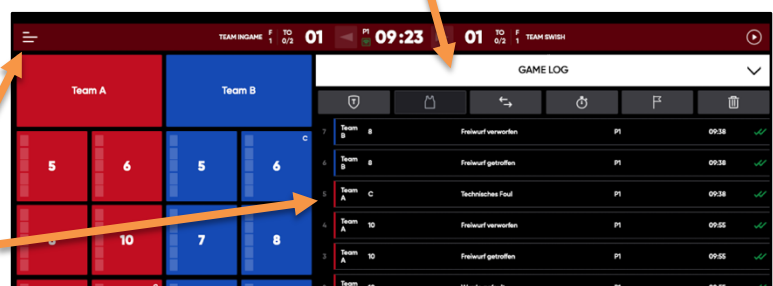 TEAM INGAME F 1 TO 0/2 01 P1 09:23 01 TO 0/2 F 1 TEAM SWISH
Team A Team B GAME LOG
T
5 6 5 6 C
10 7 8
7 Team B 8 Freiwurf verworfen P1 09:38
6 Team B 8 Freiwurf getroffen P1 09:38
5 Team A C Technisches Foul P1 09:38
4 Team A 10 Freiwurf verworfen P1 09:55
3 Team A 10 Freiwurf getroffen P1 09:55
Team